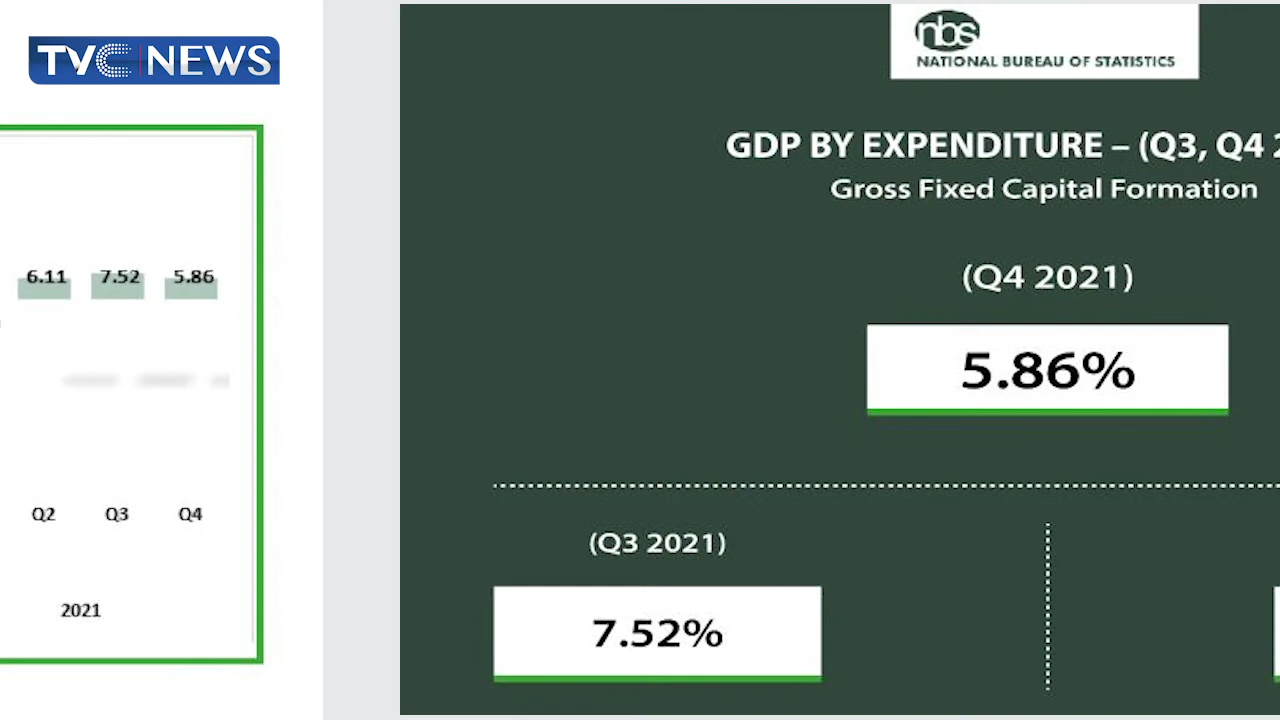 TVC NEWS
6.11 7.52 5.86
Q2 Q3 Q4
2021
nbs
NATIONAL BUREAU OF STATISTICS
GDP BY EXPENDITURE – (Q3, Q4 2
Gross Fixed Capital Formation
(Q4 2021)
5.86%
(Q3 2021)
7.52%